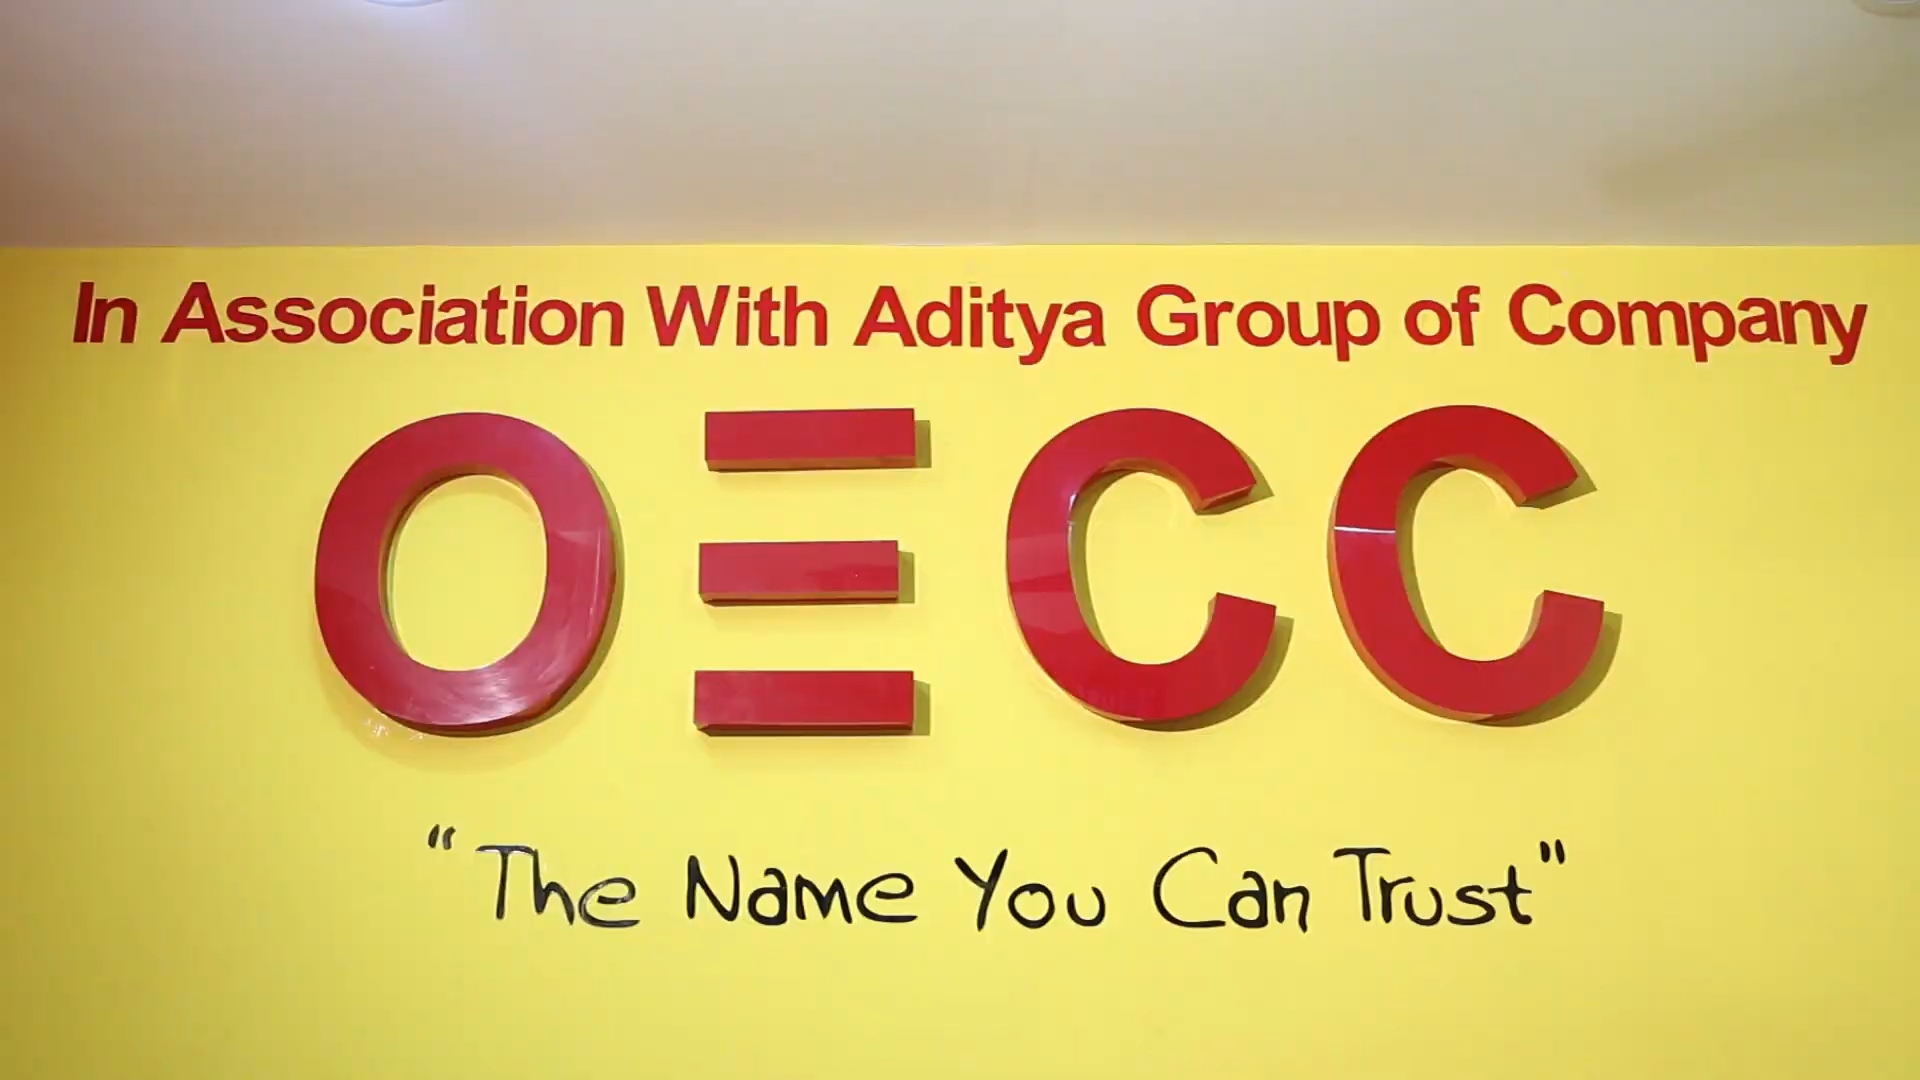 In Association With Aditya Group of Company
OECC
"The Name You Can Trust"